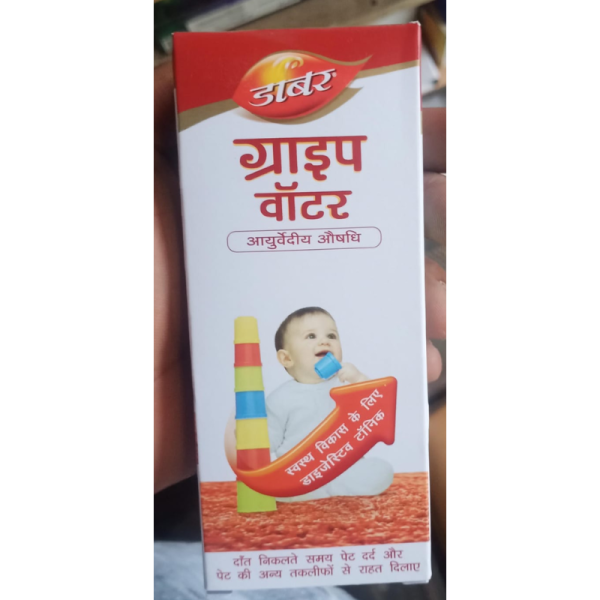 डाबर
ग्राइप
वॉटर
आयुर्वेदीय औषधि
स्वस्थ विकास के लिए
डाइजेस्टिव टॉनिक
दाँत निकलते समय पेट दर्द और
पेट की अन्य तकलीफों से राहत दिलाए